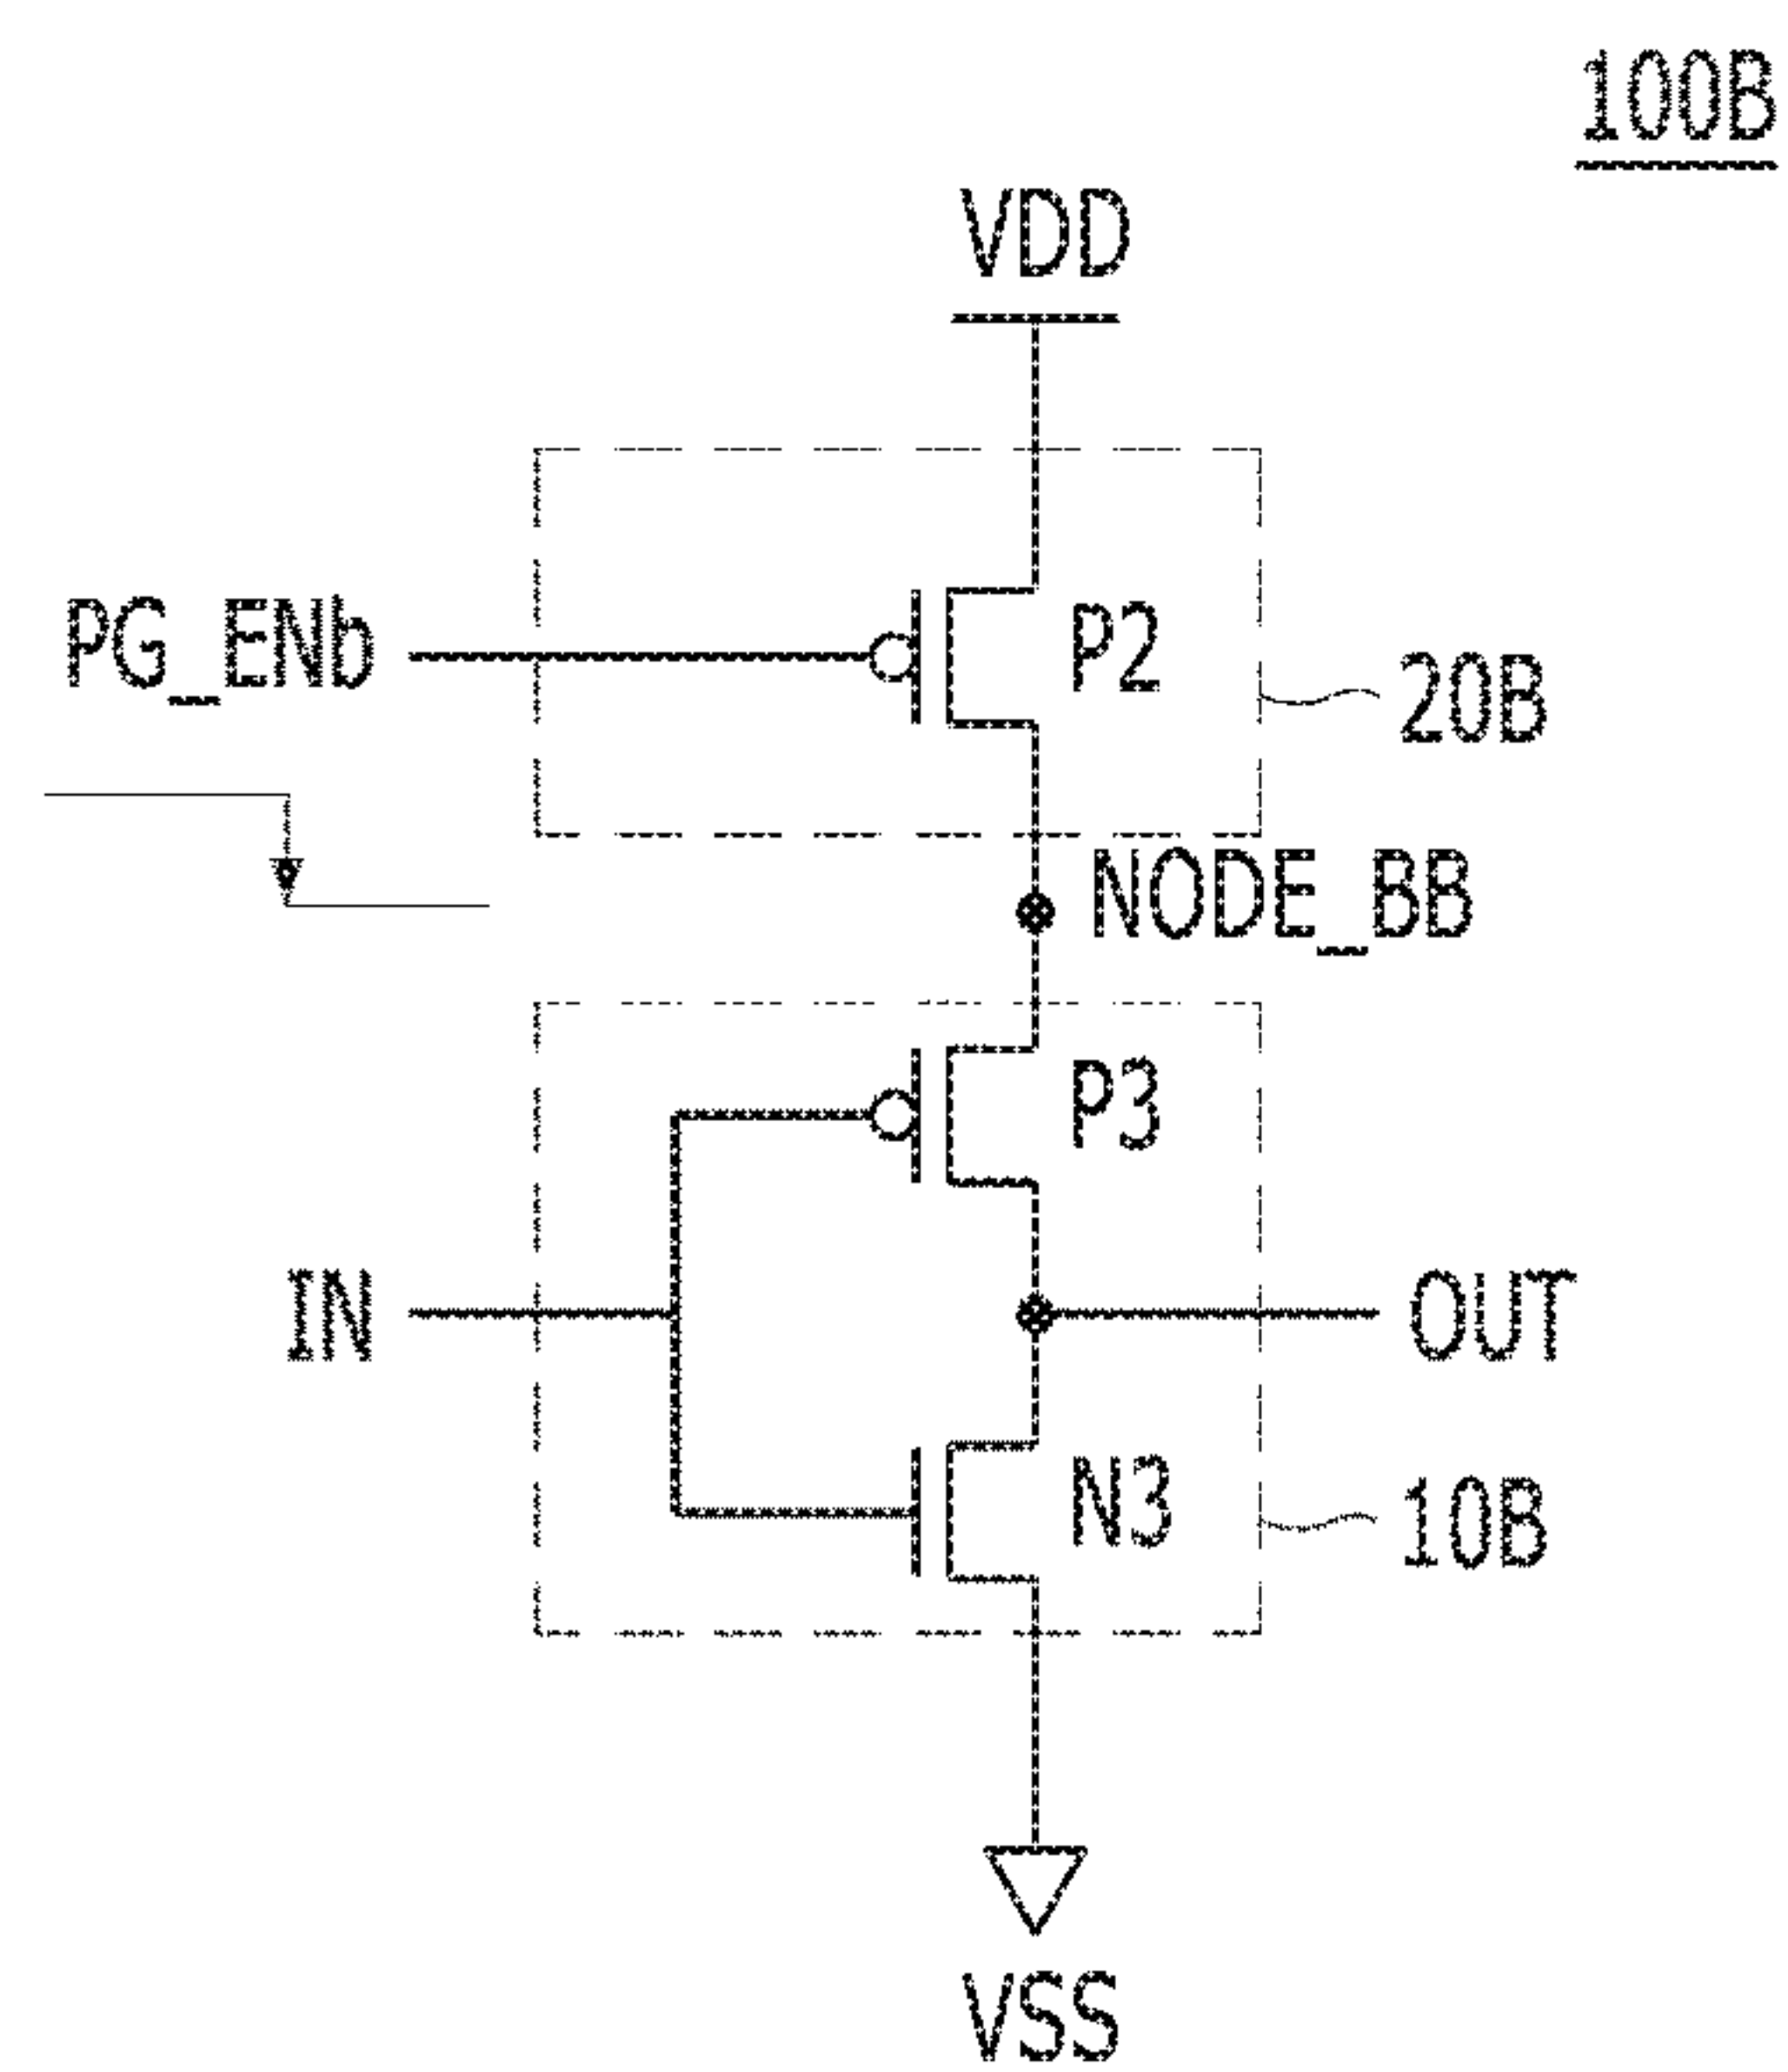 100B
VDD
PG_ENb
P2
20B
NODE_BB
P3
IN
OUT
N3
10B
VSS